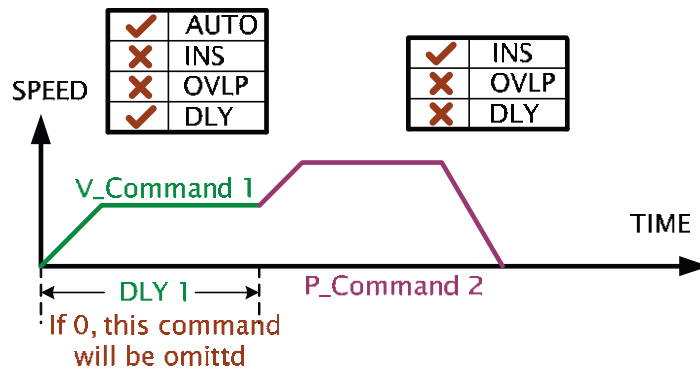 AUTO
INS
OVLP
DLY
INS
OVLP
DLY
SPEED
V_Command 1
TIME
DLY 1
P_Command 2
If 0, this command
will be omittd